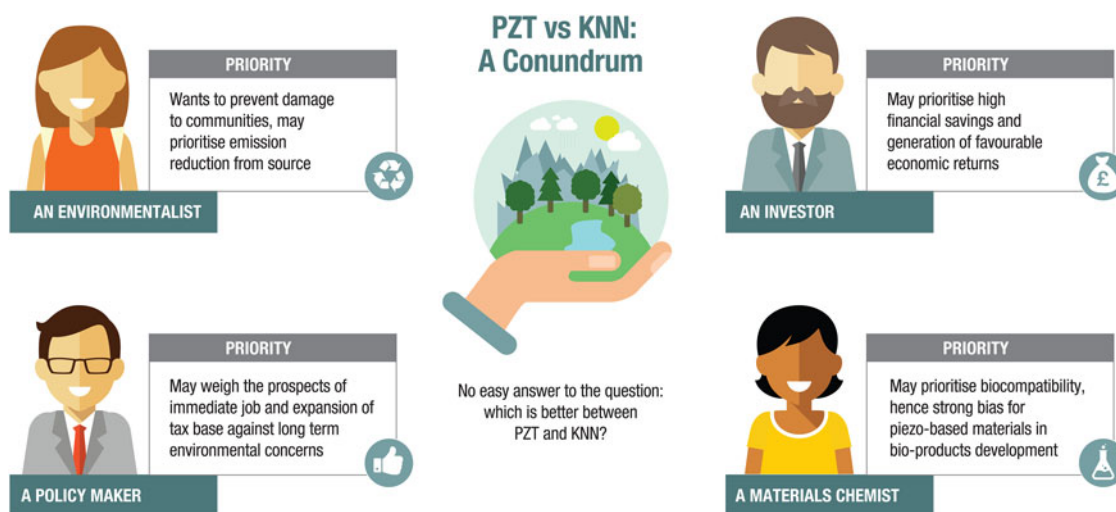 PZT vs KNN:
A Conundrum
PRIORITY
Wants to prevent damage
to communities, may
prioritise emission
reduction from source
AN ENVIRONMENTALIST
PRIORITY
May prioritise high
financial savings and
generation of favourable
economic returns
£
AN INVESTOR
PRIORITY
May weigh the prospects of
immediate job and expansion of
tax base against long term
environmental concerns
A POLICY MAKER
No easy answer to the question:
which is better between
PZT and KNN?
PRIORITY
May prioritise biocompatibility,
hence strong bias for
piezo-based materials in
bio-products development
A MATERIALS CHEMIST